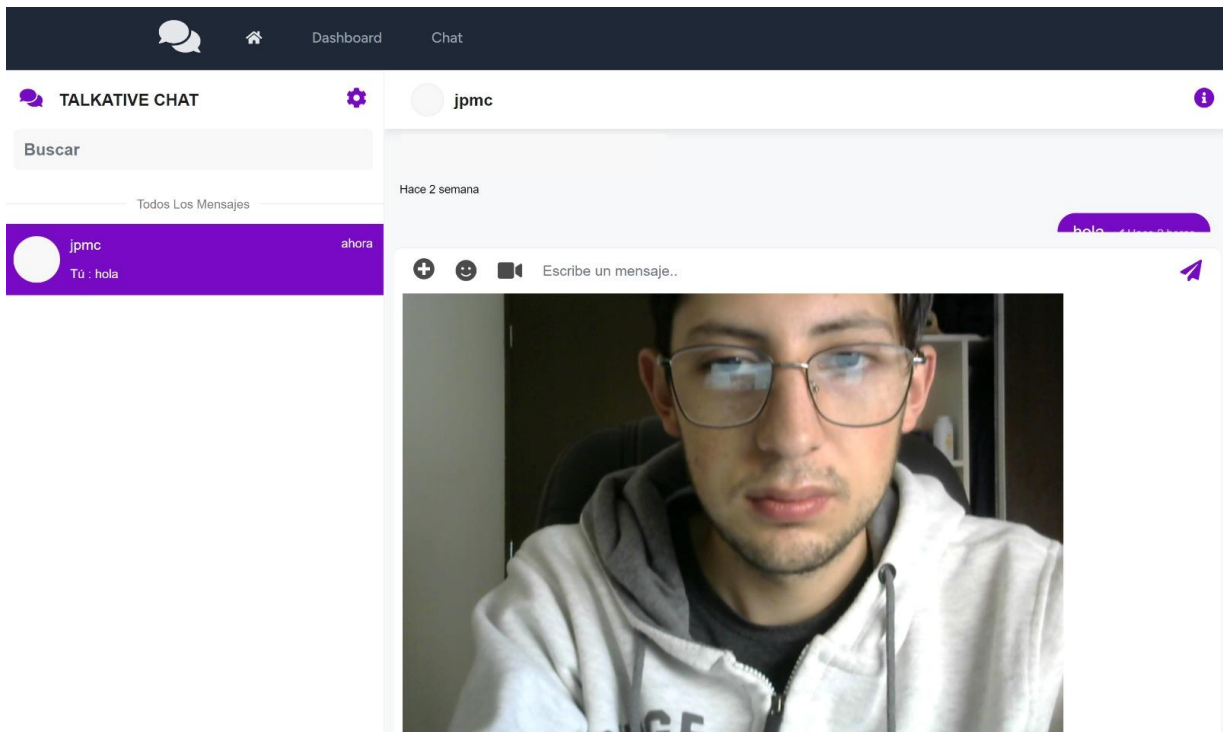 Dashboard Chat
TALKATIVE CHAT
jpmc
Buscar
Todos Los Mensajes
jpmc ahora
Tú : hola
Hace 2 semana
hola
Escribe un mensaje..